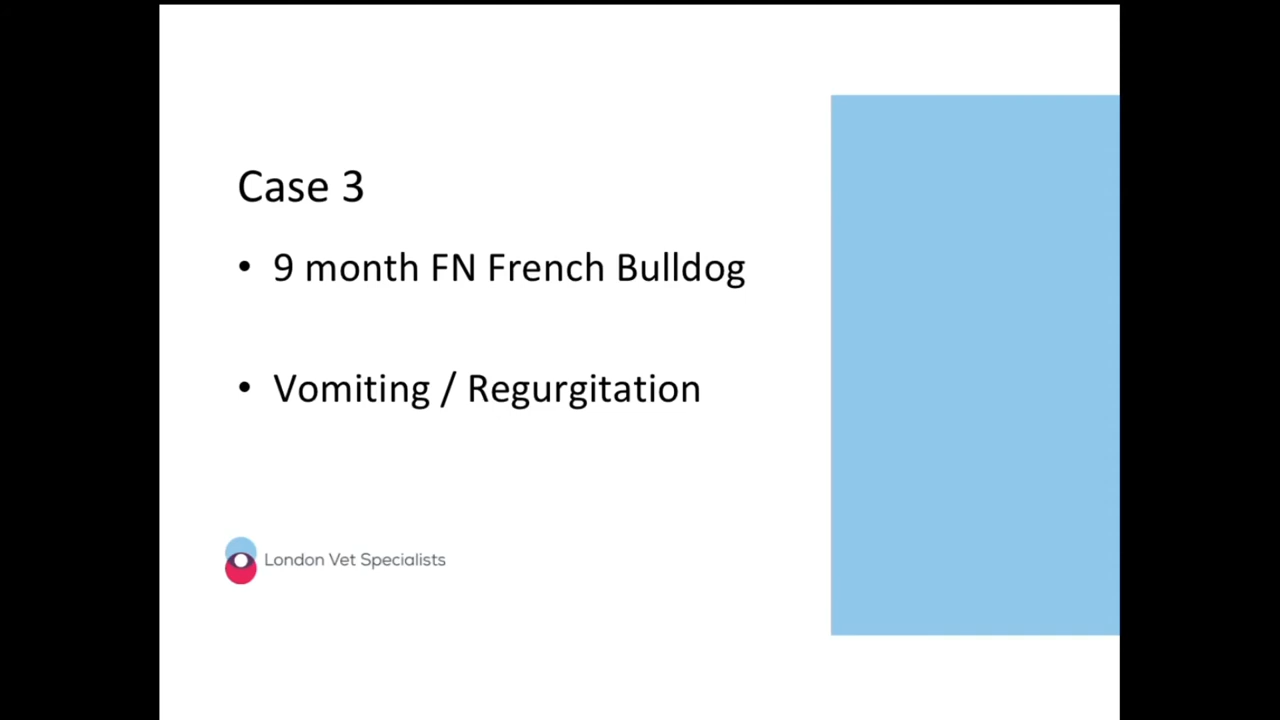 Case 3
• 9 month FN French Bulldog
• Vomiting / Regurgitation
London Vet Specialists